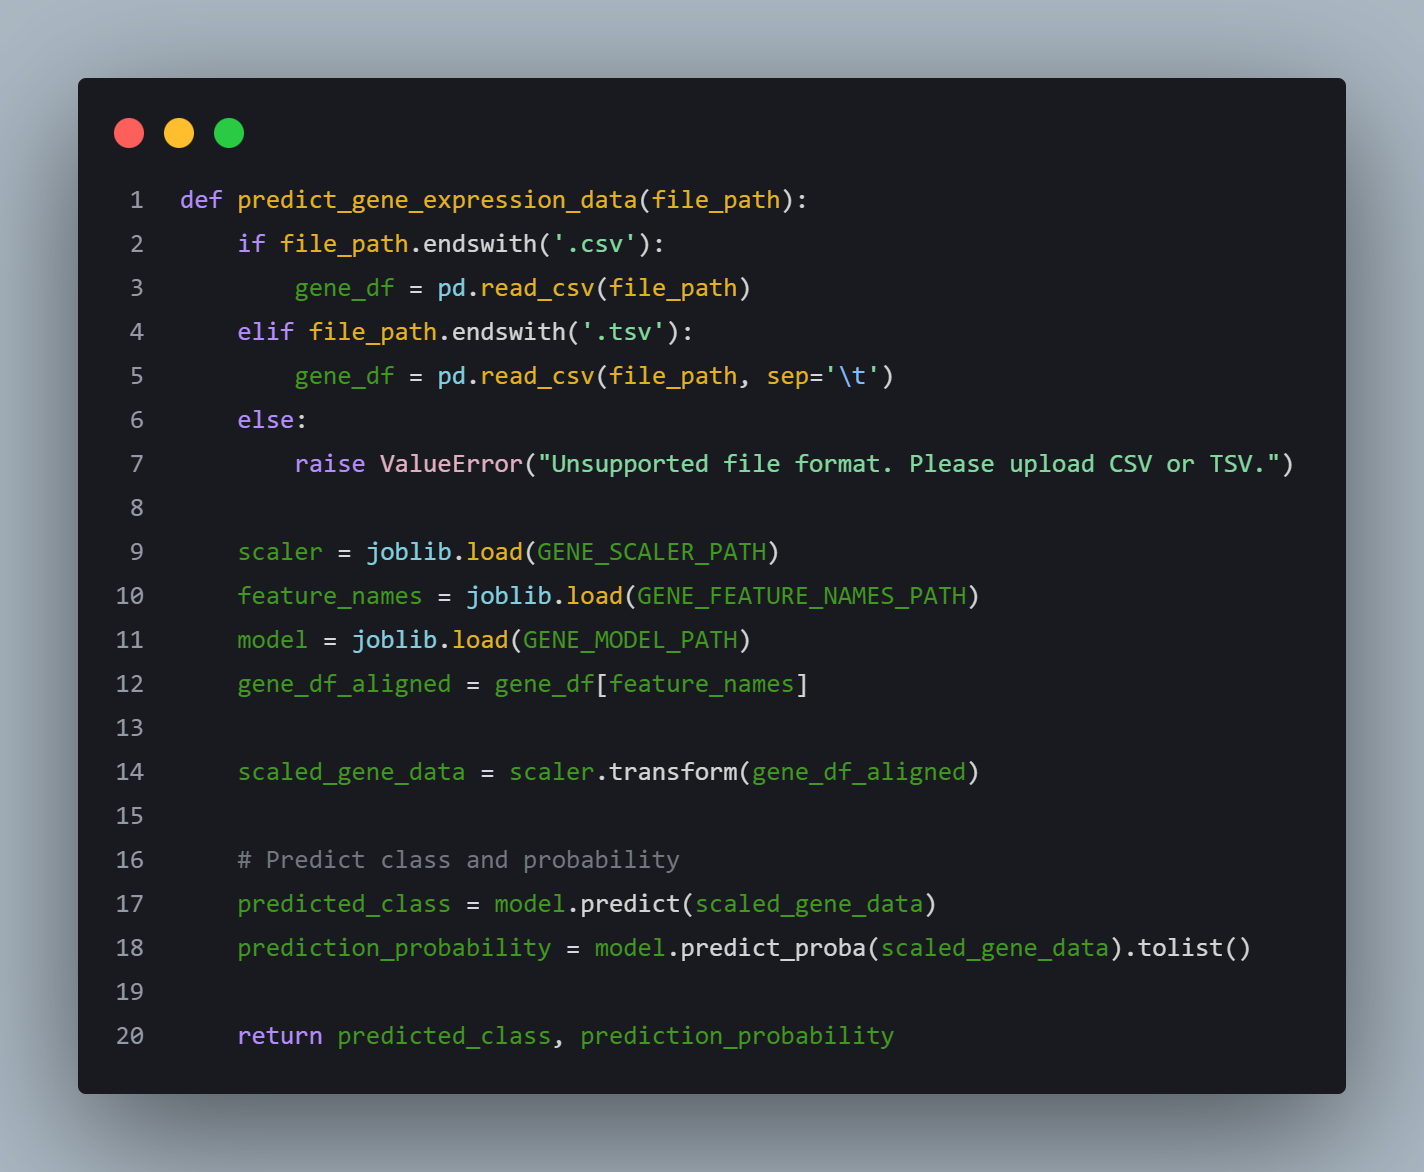 1 def predict_gene_expression_data(file_path):
2     if file_path.endswith('.csv'):
3         gene_df = pd.read_csv(file_path)
4     elif file_path.endswith('.tsv'):
5         gene_df = pd.read_csv(file_path, sep='\t')
6     else:
7         raise ValueError("Unsupported file format. Please upload CSV or TSV.")
8
9     scaler = joblib.load(GENE_SCALER_PATH)
10     feature_names = joblib.load(GENE_FEATURE_NAMES_PATH)
11     model = joblib.load(GENE_MODEL_PATH)
12     gene_df_aligned = gene_df[feature_names]
13
14     scaled_gene_data = scaler.transform(gene_df_aligned)
15
16     # Predict class and probability
17     predicted_class = model.predict(scaled_gene_data)
18     prediction_probability = model.predict_proba(scaled_gene_data).tolist()
19
20     return predicted_class, prediction_probability